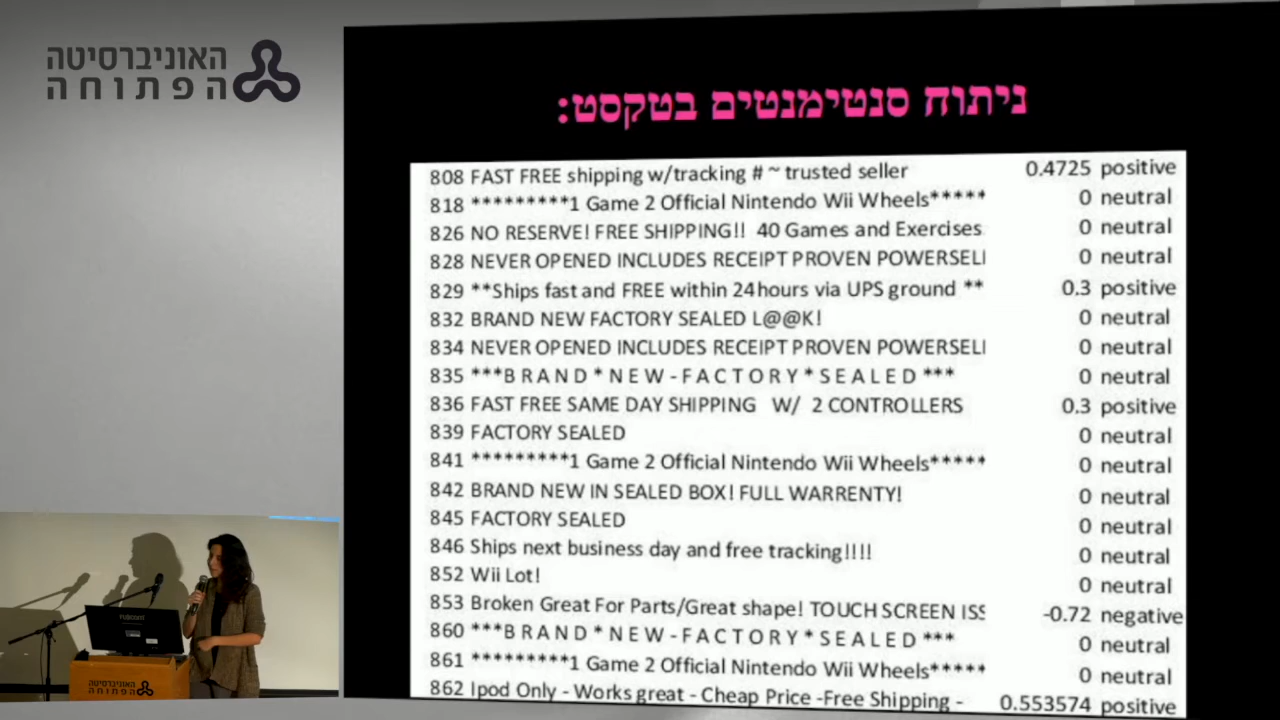 האוניברסיטה
הפתוחה
ניתוח סנטימנטים בטקסט:
808 FAST FREE shipping w/tracking # ~ trusted seller 0.4725 positive
818 *********1 Game 2 Official Nintendo Wii Wheels***** 0 neutral
826 NO RESERVE! FREE SHIPPING!! 40 Games and Exercises 0 neutral
828 NEVER OPENED INCLUDES RECEIPT PROVEN POWERSELI 0 neutral
829 **Ships fast and FREE within 24hours via UPS ground ** 0.3 positive
832 BRAND NEW FACTORY SEALED L@@K! 0 neutral
834 NEVER OPENED INCLUDES RECEIPT PROVEN POWERSELI 0 neutral
835 ***B R A N D * N E W - F A C T O R Y * S E A L E D *** 0 neutral
836 FAST FREE SAME DAY SHIPPING W/ 2 CONTROLLERS 0.3 positive
839 FACTORY SEALED 0 neutral
841 *********1 Game 2 Official Nintendo Wii Wheels***** 0 neutral
842 BRAND NEW IN SEALED BOX! FULL WARRENTY! 0 neutral
845 FACTORY SEALED 0 neutral
846 Ships next business day and free tracking!!!! 0 neutral
852 Wii Lot! 0 neutral
853 Broken Great For Parts/Great shape! TOUCH SCREEN ISS -0.72 negative
860 ***B R A N D * N E W - F A C T O R Y * S E A L E D *** 0 neutral
861 *********1 Game 2 Official Nintendo Wii Wheels***** 0 neutral
862 Ipod Only - Works great - Cheap Price -Free Shipping - 0.553574 positive
FUJITSU
האוניברסיטה
הפתוחה